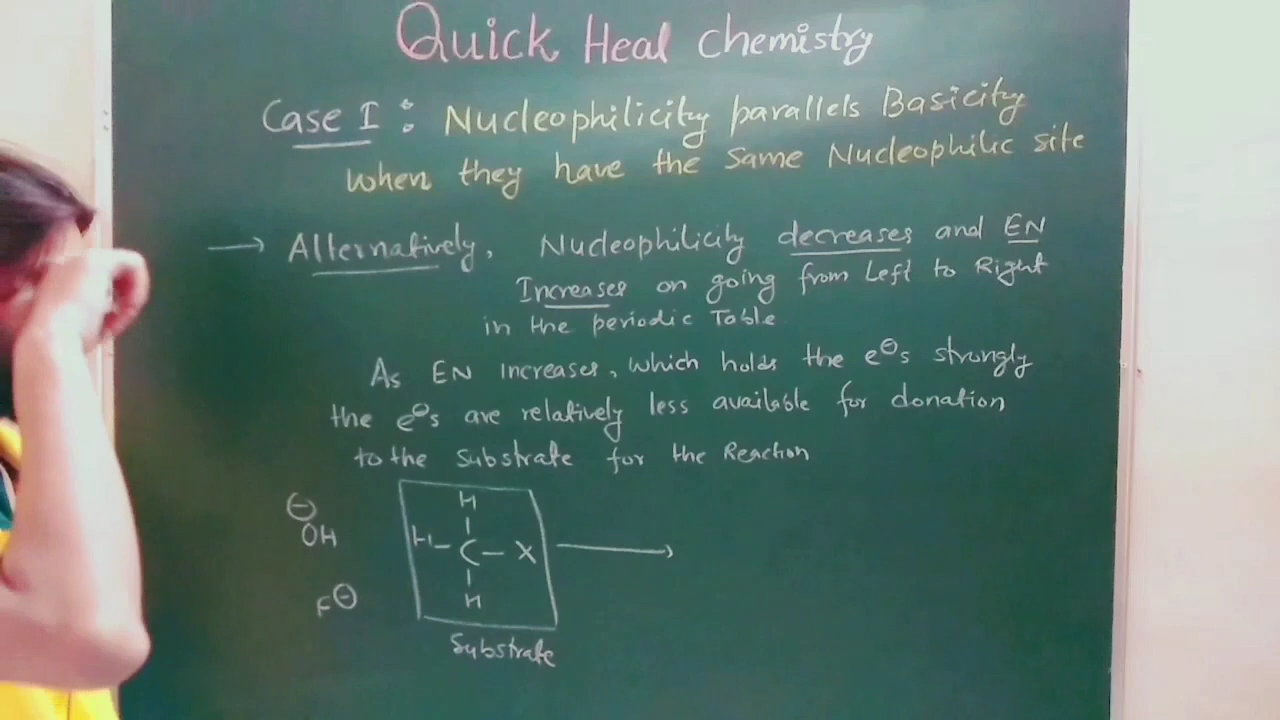 Quick Heal chemistry
Case I : Nucleophilicity parallels Basicity
when they have the same Nucleophilic site
→ Alternatively, Nucleophilicity decreases and EN
Increases on going from Left to Right
in the periodic Table
As EN increases, which holds the e⊖s strongly
the e⊖s are relatively less available for donation
to the substrate for the Reaction
⊖
OH
H
H - C - X
H
F⊖
Substrate